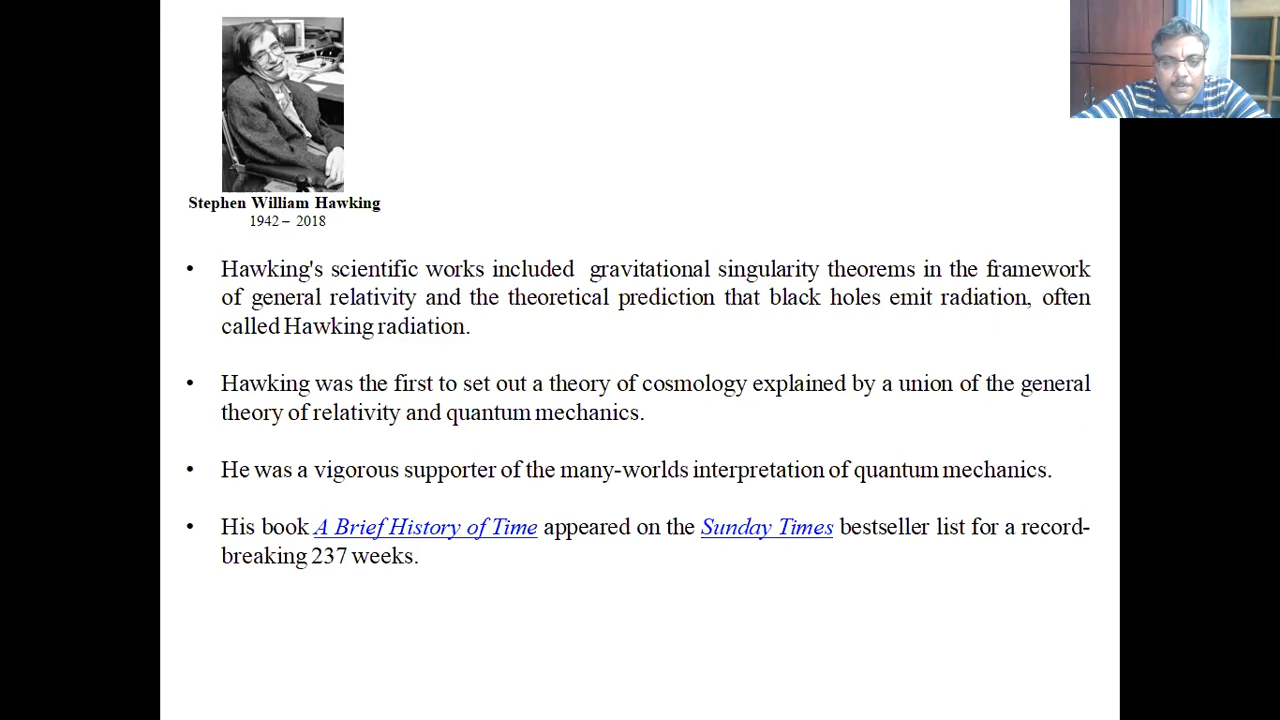 Stephen William Hawking
1942 – 2018
• Hawking's scientific works included gravitational singularity theorems in the framework
of general relativity and the theoretical prediction that black holes emit radiation, often
called Hawking radiation.
• Hawking was the first to set out a theory of cosmology explained by a union of the general
theory of relativity and quantum mechanics.
• He was a vigorous supporter of the many-worlds interpretation of quantum mechanics.
• His book A Brief History of Time appeared on the Sunday Times bestseller list for a record-
breaking 237 weeks.